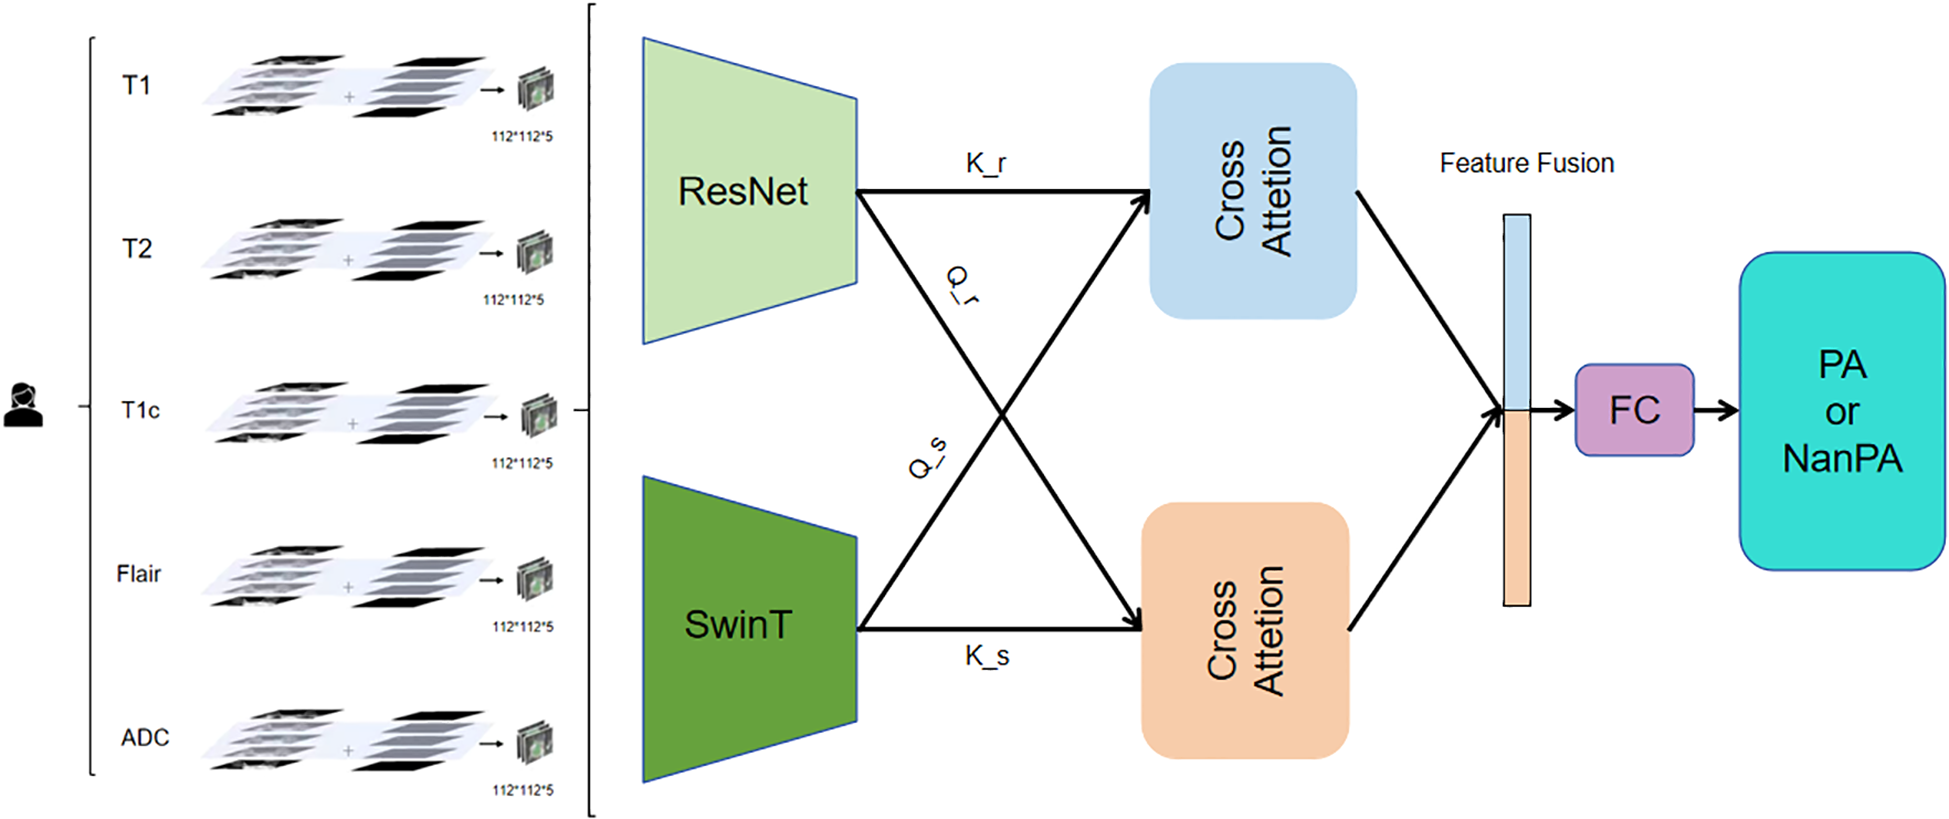 T1
112*112*5
T2
112*112*5
T1c
112*112*5
Flair
112*112*5
ADC
112*112*5
ResNet
SwinT
K_r
Q_r
Q_s
K_s
Cross
Attetion
Cross
Attetion
Feature Fusion
FC
PA
or
NanPA